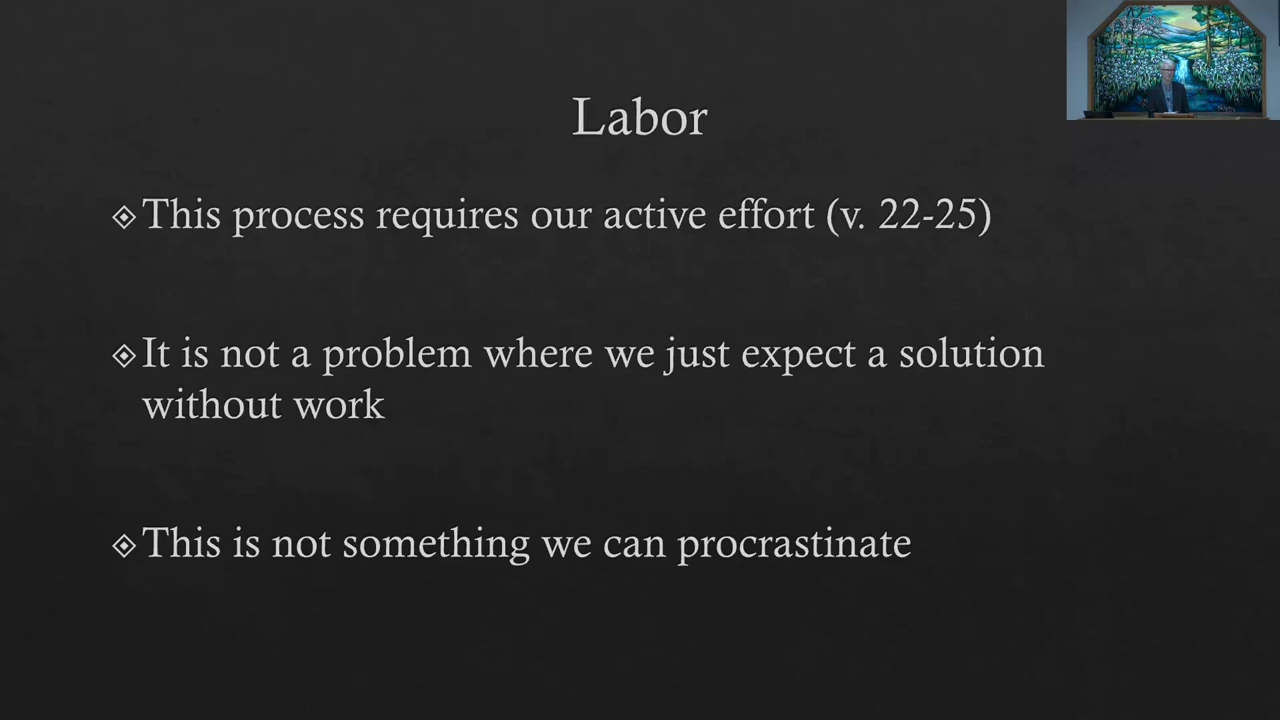 Labor
This process requires our active effort (v. 22-25)
It is not a problem where we just expect a solution
without work
This is not something we can procrastinate